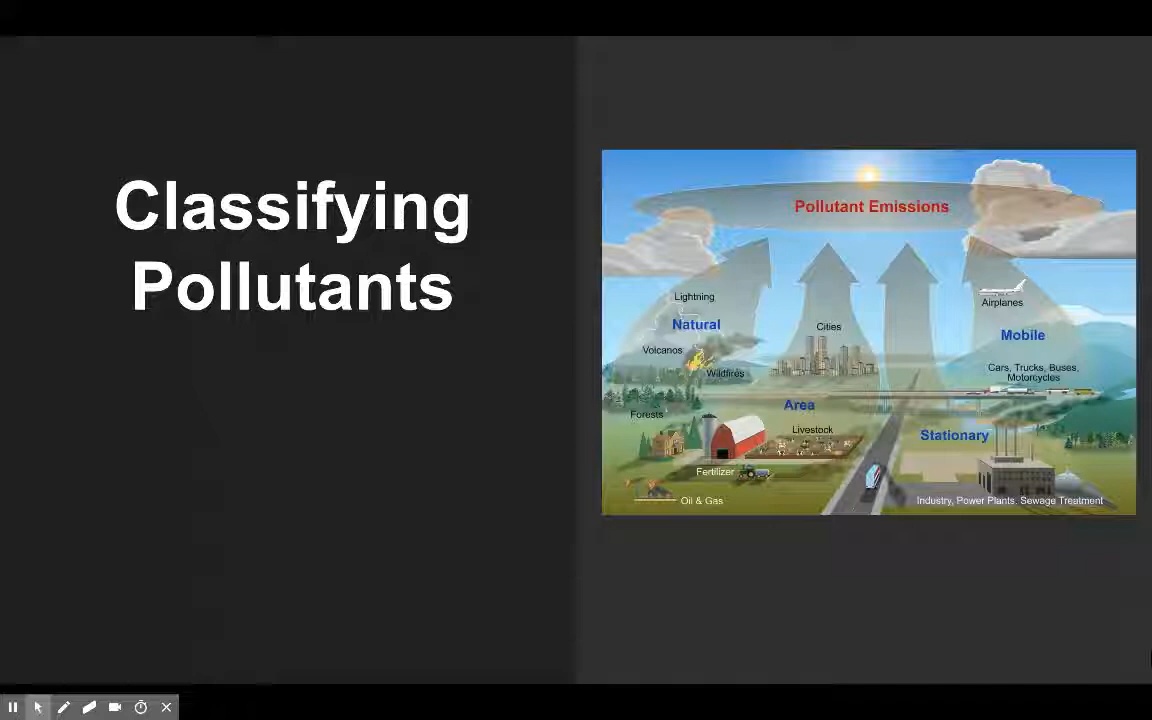 Classifying
Pollutants
Pollutant Emissions
Lightning
Natural
Volcanos
Wildfires
Forests
Cities
Area
Livestock
Fertilizer
Oil & Gas
Airplanes
Mobile
Cars, Trucks, Buses,
Motorcycles
Stationary
Industry, Power Plants. Sewage Treatment